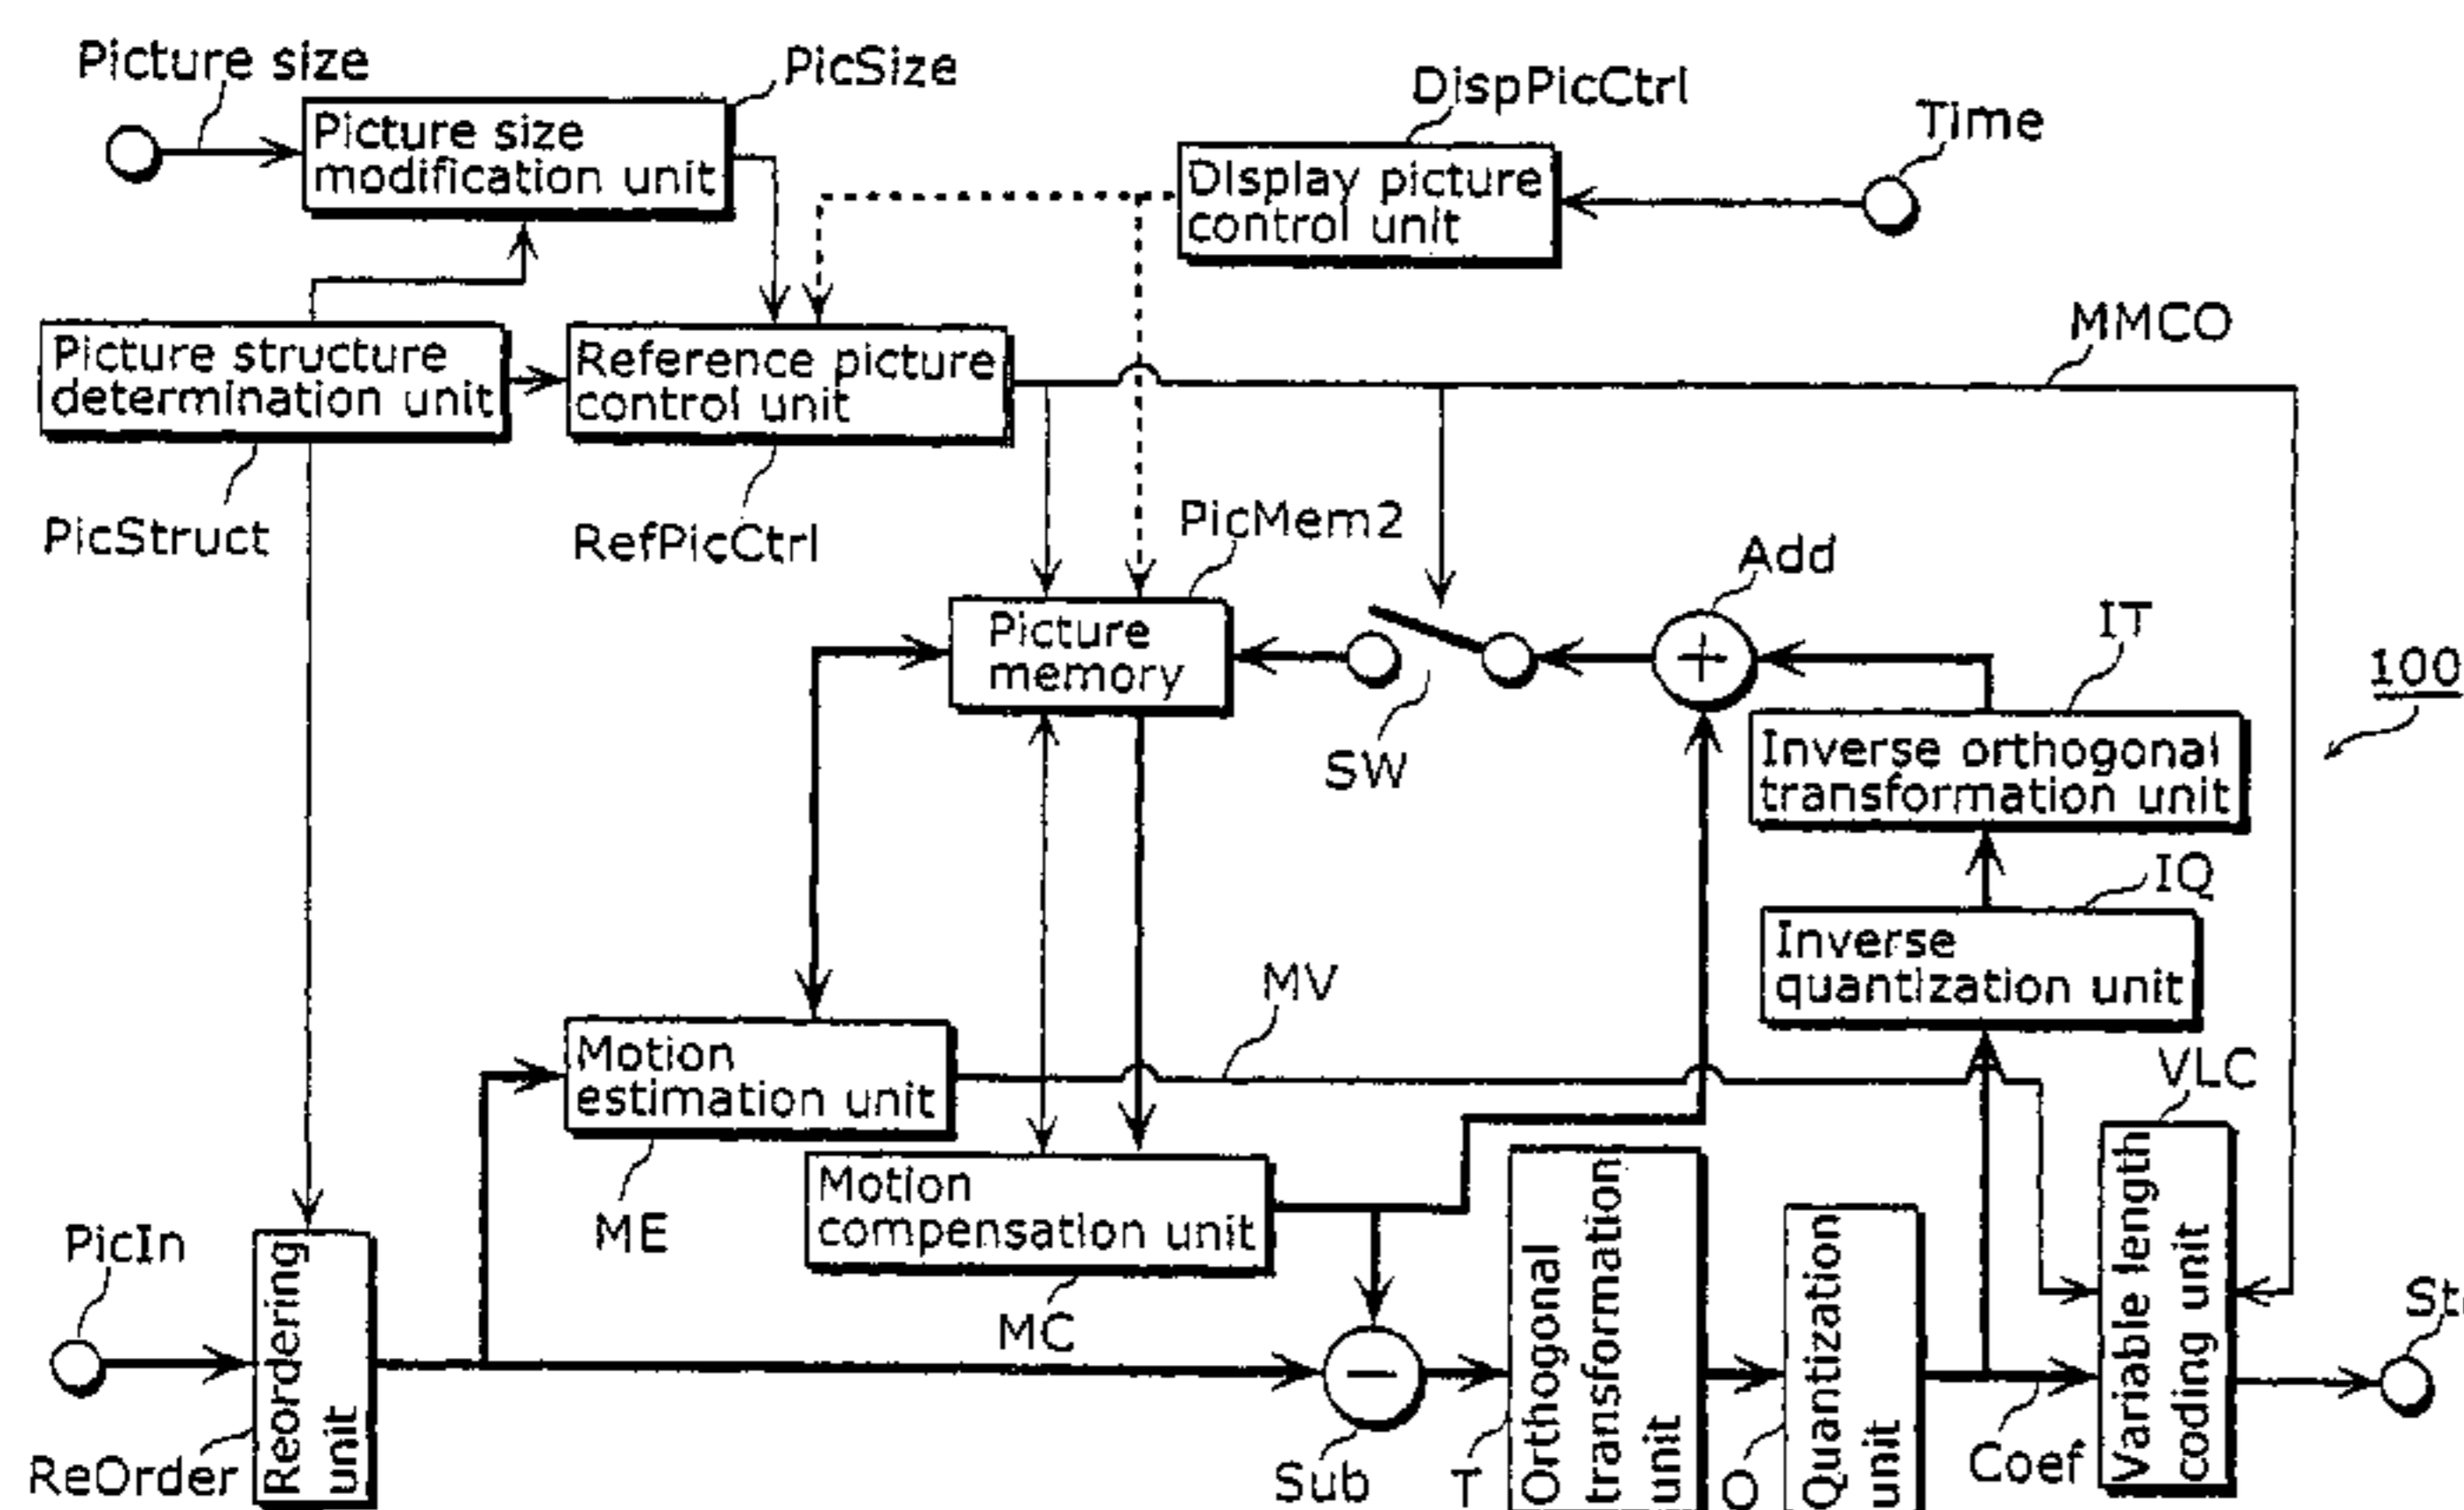 Picture size
PicSize
Picture size
modification unit
DispPicCtrl
Time
DIsplay picture
control unit
MMCO
Picture structure
determination unit
Reference picture
control unit
PicStruct
RefPicCtrl
PicMem2
Add
IT
100
Picture
memory
SW
Inverse orthogonal
transformation unit
IQ
Inverse
quantization unit
MV
VLC
Motion
estimation unit
ME
Motion
compensation unit
MC
PicIn
Reordering
unit
ReOrder
Sub
Orthogonal
transformation
unit
T
Quantization
unit
Coef
Variable length
coding unit